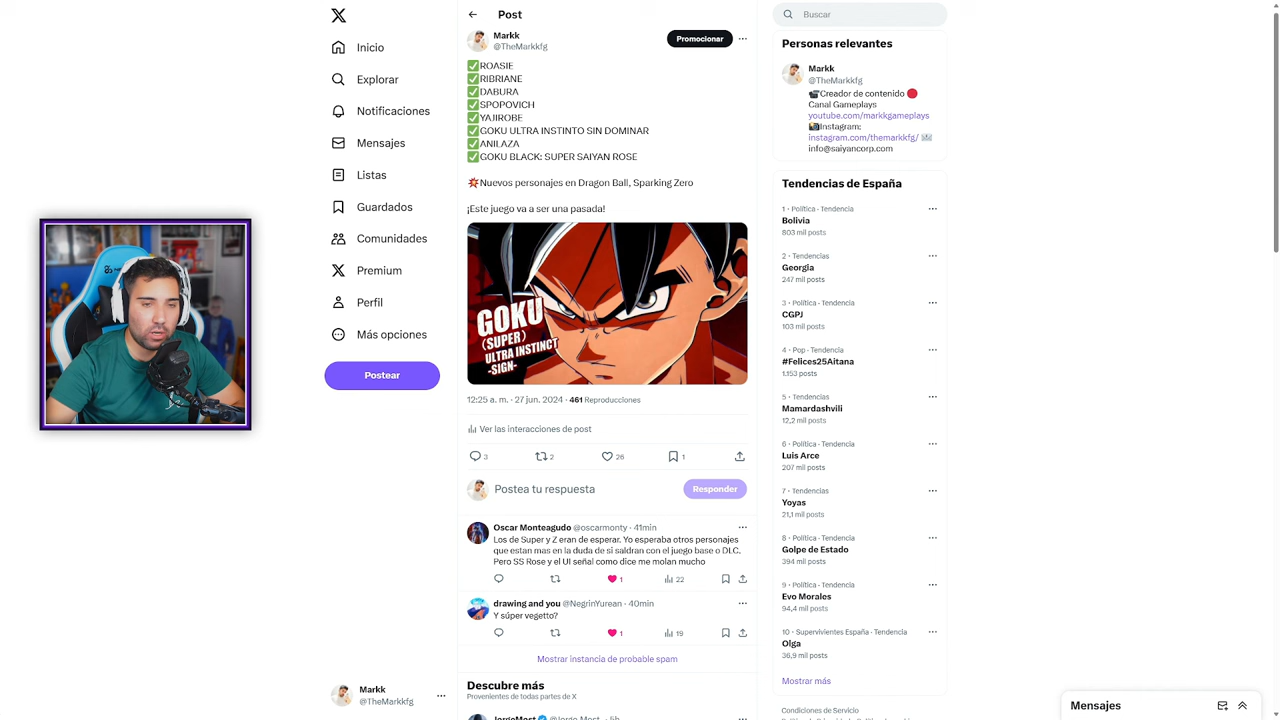 Inicio
Explorar
Notificaciones
Mensajes
Listas
Guardados
Comunidades
Premium
Perfil
Más opciones
Postear
Markk
@TheMarkkfg
Post
Markk
@TheMarkkfg
Promocionar
✅ROASIE
✅RIBRIANE
✅DABURA
✅SPOPOVICH
✅YAJIROBE
✅GOKU ULTRA INSTINTO SIN DOMINAR
✅ANILAZA
✅GOKU BLACK: SUPER SAIYAN ROSE
💥Nuevos personajes en Dragon Ball, Sparking Zero
¡Este juego va a ser una pasada!
GOKU
(SUPER)
ULTRA INSTINCT
-SIGN-
12:25 a. m. · 27 jun. 2024 · 461 Reproducciones
Ver las interacciones de post
3 2 26 1
Postea tu respuesta
Responder
Oscar Monteagudo @oscarmonty · 41min
Los de Super y Z eran de esperar. Yo esperaba otros personajes
que estan mas en la duda de si saldran con el juego base o DLC.
Pero SS Rose y el UI señal como dice me molan mucho
1 22
drawing and you @NegrinYurean · 40min
Y súper vegetto?
1 19
Mostrar instancia de probable spam
Descubre más
Provenientes de todas partes de X
JorgeMost @Jorge_Most · 5h
Buscar
Personas relevantes
Markk
@TheMarkkfg
📹Creador de contenido 🔴
Canal Gameplays
youtube.com/markkgameplays
📸Instagram:
instagram.com/themarkkfg/ 📨
info@saiyancorp.com
Tendencias de España
1 · Política · Tendencia
Bolivia
803 mil posts
2 · Tendencias
Georgia
247 mil posts
3 · Política · Tendencia
CGPJ
103 mil posts
4 · Pop · Tendencia
#Felices25Aitana
1.153 posts
5 · Tendencias
Mamardashvili
12,2 mil posts
6 · Política · Tendencia
Luis Arce
207 mil posts
7 · Tendencias
Yoyas
21,1 mil posts
8 · Política · Tendencia
Golpe de Estado
394 mil posts
9 · Política · Tendencia
Evo Morales
94,4 mil posts
10 · Supervivientes España · Tendencia
Olga
36,9 mil posts
Mostrar más
Condiciones de Servicio
Mensajes